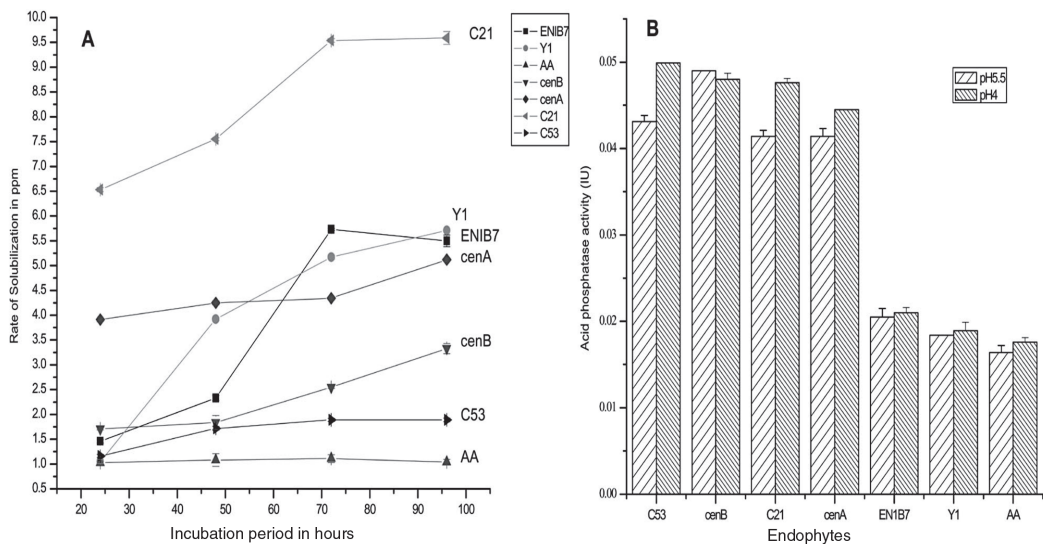 A
Rate of Solubilization in ppm
10.0
9.5
9.0
8.5
8.0
7.5
7.0
6.5
6.0
5.5
5.0
4.5
4.0
3.5
3.0
2.5
2.0
1.5
1.0
0.5
20 30 40 50 60 70 80 90 100
Incubation period in hours
C21
Y1
ENIB7
cenA
cenB
C53
AA
ENIB7
Y1
AA
cenB
cenA
C21
C53
B
Acid phosphatase activity (IU)
0.05
0.04
0.03
0.02
0.01
0.00
pH5.5
pH4
C53 cenB C21 cenA EN1B7 Y1 AA
Endophytes